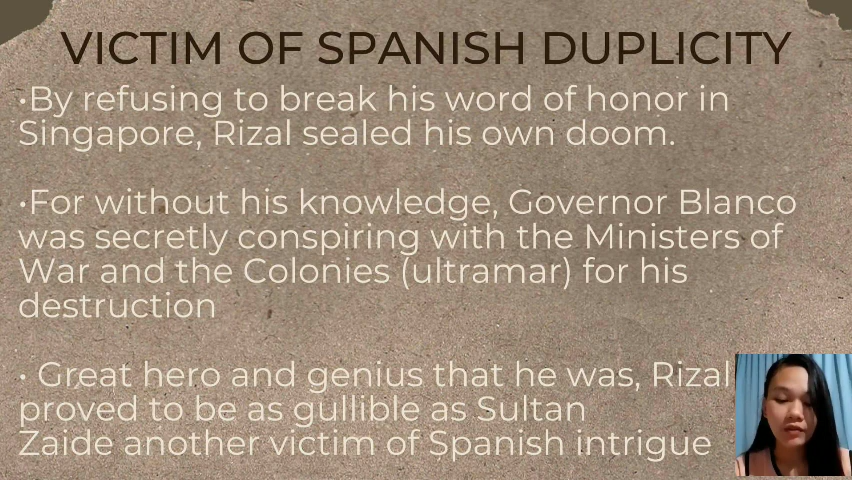 VICTIM OF SPANISH DUPLICITY
•By refusing to break his word of honor in
Singapore, Rizal sealed his own doom.
•For without his knowledge, Governor Blanco
was secretly conspiring with the Ministers of
War and the Colonies (ultramar) for his
destruction
• Great hero and genius that he was, Rizal
proved to be as gullible as Sultan
Zaide another victim of Spanish intrigue